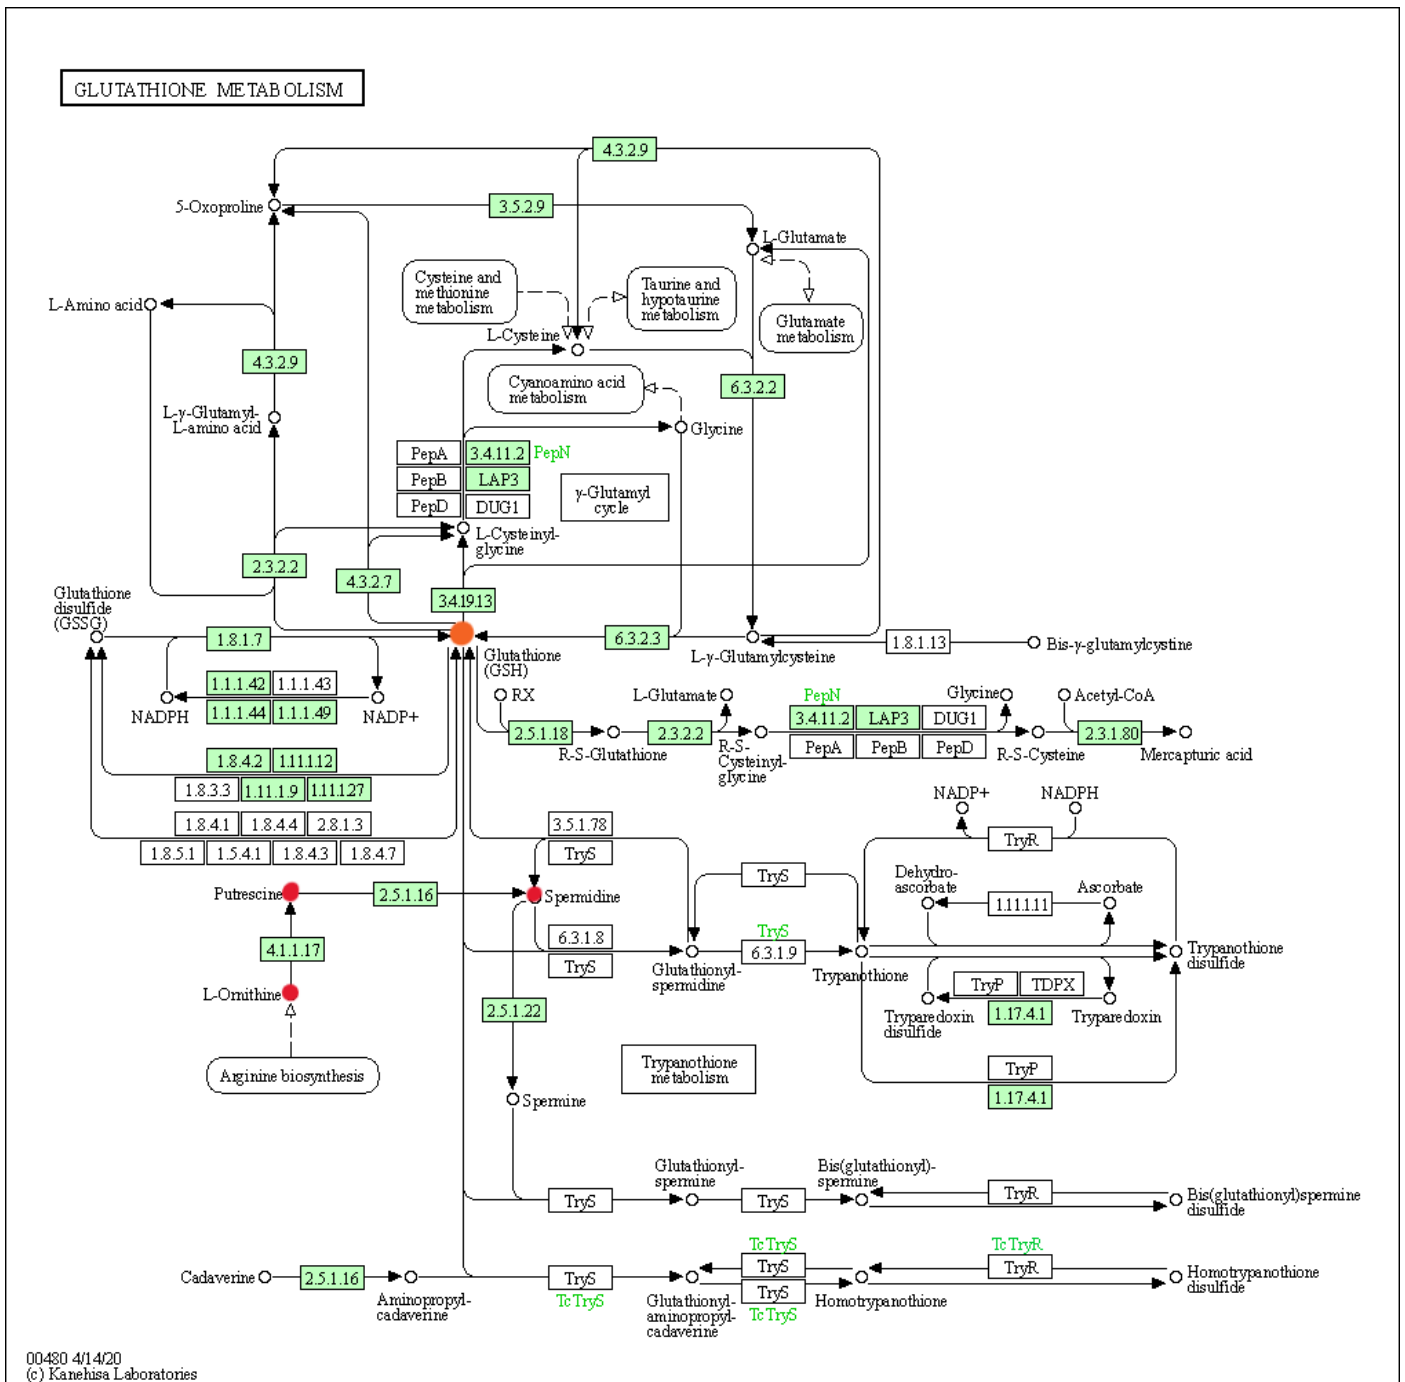 GLUTATHIONE METABOLISM
4.3.2.9
5-Oxoproline
3.5.2.9
L-Glutamate
Cysteine and
methionine
metabolism
Taurine and
hypotaurine
metabolism
L-Amino acid
Glutamate
metabolism
L-Cysteine
4.3.2.9
Cyanoamino acid
metabolism
6.3.2.2
L-γ-Glutamyl-
L-amino acid
Glycine
PepA 3.4.11.2 PepN
PepB LAP3
PepD DUG1
γ-Glutamyl
cycle
L-Cysteinyl-
glycine
2.3.2.2
4.3.2.7
3.4.19.13
Glutathione
disulfide
(GSSG)
1.8.1.7
6.3.2.3
1.8.1.13
Bis-γ-glutamylcystine
Glutathione
(GSH)
L-γ-Glutamylcysteine
1.1.1.42 1.1.1.43
1.1.1.44 1.1.1.49
NADPH
NADP+
RX
L-Glutamate
PepN
Glycine
Acetyl-CoA
2.5.1.18
R-S-Glutathione
2.3.2.2
R-S-
Cysteinyl-
glycine
3.4.11.2 LAP3 DUG1
PepA PepB PepD
R-S-Cysteine
2.3.1.80
Mercapturic acid
1.8.4.2 1.11.1.12
1.8.3.3 1.11.1.9 1.11.1.27
1.8.4.1 1.8.4.4 2.8.1.3
1.8.5.1 1.5.4.1 1.8.4.3 1.8.4.7
3.5.1.78
TryS
NADP+
NADPH
TryR
TryS
Dehydro-
ascorbate
Ascorbate
1.11.1.11
Putrescine
2.5.1.16
Spermidine
4.1.1.17
6.3.1.8
TryS
TryS
6.3.1.9
Glutathionyl-
spermidine
Trypanothione
Trypanothione
disulfide
L-Ornithine
2.5.1.22
TryP TDPX
1.17.4.1
Tryparedoxin
disulfide
Tryparedoxin
Arginine biosynthesis
Trypanothione
metabolism
TryP
1.17.4.1
Spermine
Glutathionyl-
spermine
Bis(glutathionyl)-
spermine
TryS
TryS
TryR
Bis(glutathionyl)spermine
disulfide
TcTryS
TcTryR
Cadaverine
2.5.1.16
Aminopropyl-
cadaverine
TryS
TcTryS
Glutathionyl-
aminopropyl-
cadaverine
TryS
TryS
TcTryS
Homotrypanothione
TryR
Homotrypanothione
disulfide
00480 4/14/20
(c) Kanehisa Laboratories